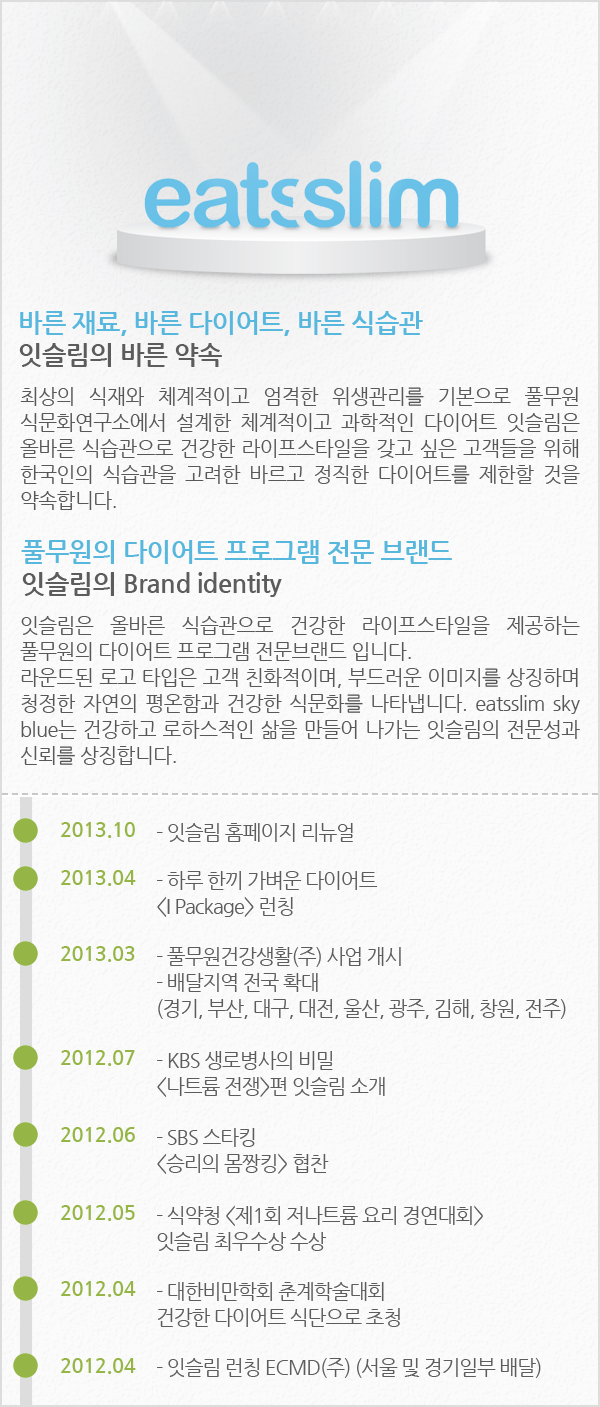 eatsslim
바른 재료, 바른 다이어트, 바른 식습관
잇슬림의 바른 약속
최상의 식재와 체계적이고 엄격한 위생관리를 기본으로 풀무원
식문화연구소에서 설계한 체계적이고 과학적인 다이어트 잇슬림은
올바른 식습관으로 건강한 라이프스타일을 갖고 싶은 고객들을 위해
한국인의 식습관을 고려한 바르고 정직한 다이어트를 제한할 것을
약속합니다.
풀무원의 다이어트 프로그램 전문 브랜드
잇슬림의 Brand identity
잇슬림은 올바른 식습관으로 건강한 라이프스타일을 제공하는
풀무원의 다이어트 프로그램 전문브랜드 입니다.
라운드된 로고 타입은 고객 친화적이며, 부드러운 이미지를 상징하며
청정한 자연의 평온함과 건강한 식문화를 나타냅니다. eatsslim sky
blue는 건강하고 로하스적인 삶을 만들어 나가는 잇슬림의 전문성과
신뢰를 상징합니다.
2013.10 - 잇슬림 홈페이지 리뉴얼
2013.04 - 하루 한끼 가벼운 다이어트
<I Package> 런칭
2013.03 - 풀무원건강생활(주) 사업 개시
- 배달지역 전국 확대
(경기, 부산, 대구, 대전, 울산, 광주, 김해, 창원, 전주)
2012.07 - KBS 생로병사의 비밀
<나트륨 전쟁>편 잇슬림 소개
2012.06 - SBS 스타킹
<승리의 몸짱킹> 협찬
2012.05 - 식약청 <제1회 저나트륨 요리 경연대회>
잇슬림 최우수상 수상
2012.04 - 대한비만학회 춘계학술대회
건강한 다이어트 식단으로 초청
2012.04 - 잇슬림 런칭 ECMD(주) (서울 및 경기일부 배달)